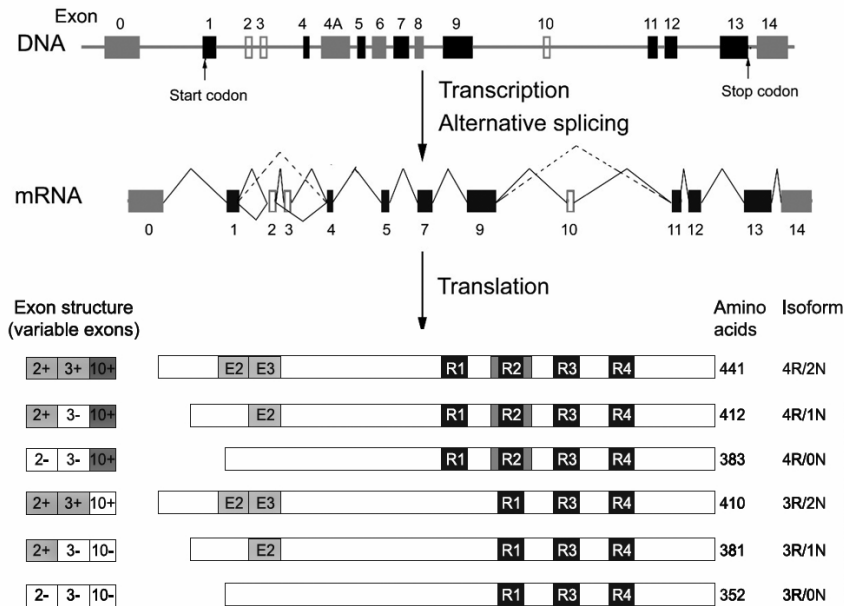 Exon
0 1 2 3 4 4A 5 6 7 8 9 10 11 12 13 14
DNA
Start codon
Stop codon
Transcription
Alternative splicing
mRNA
0 1 2 3 4 5 7 9 10 11 12 13 14
Translation
Exon structure
(variable exons)
Amino
acids
Isoform
2+ 3+ 10+ E2 E3 R1 R2 R3 R4 441 4R/2N
2+ 3- 10+ E2 R1 R2 R3 R4 412 4R/1N
2- 3- 10+ R1 R2 R3 R4 383 4R/0N
2+ 3+ 10+ E2 E3 R1 R3 R4 410 3R/2N
2+ 3- 10- E2 R1 R3 R4 381 3R/1N
2- 3- 10- R1 R3 R4 352 3R/0N